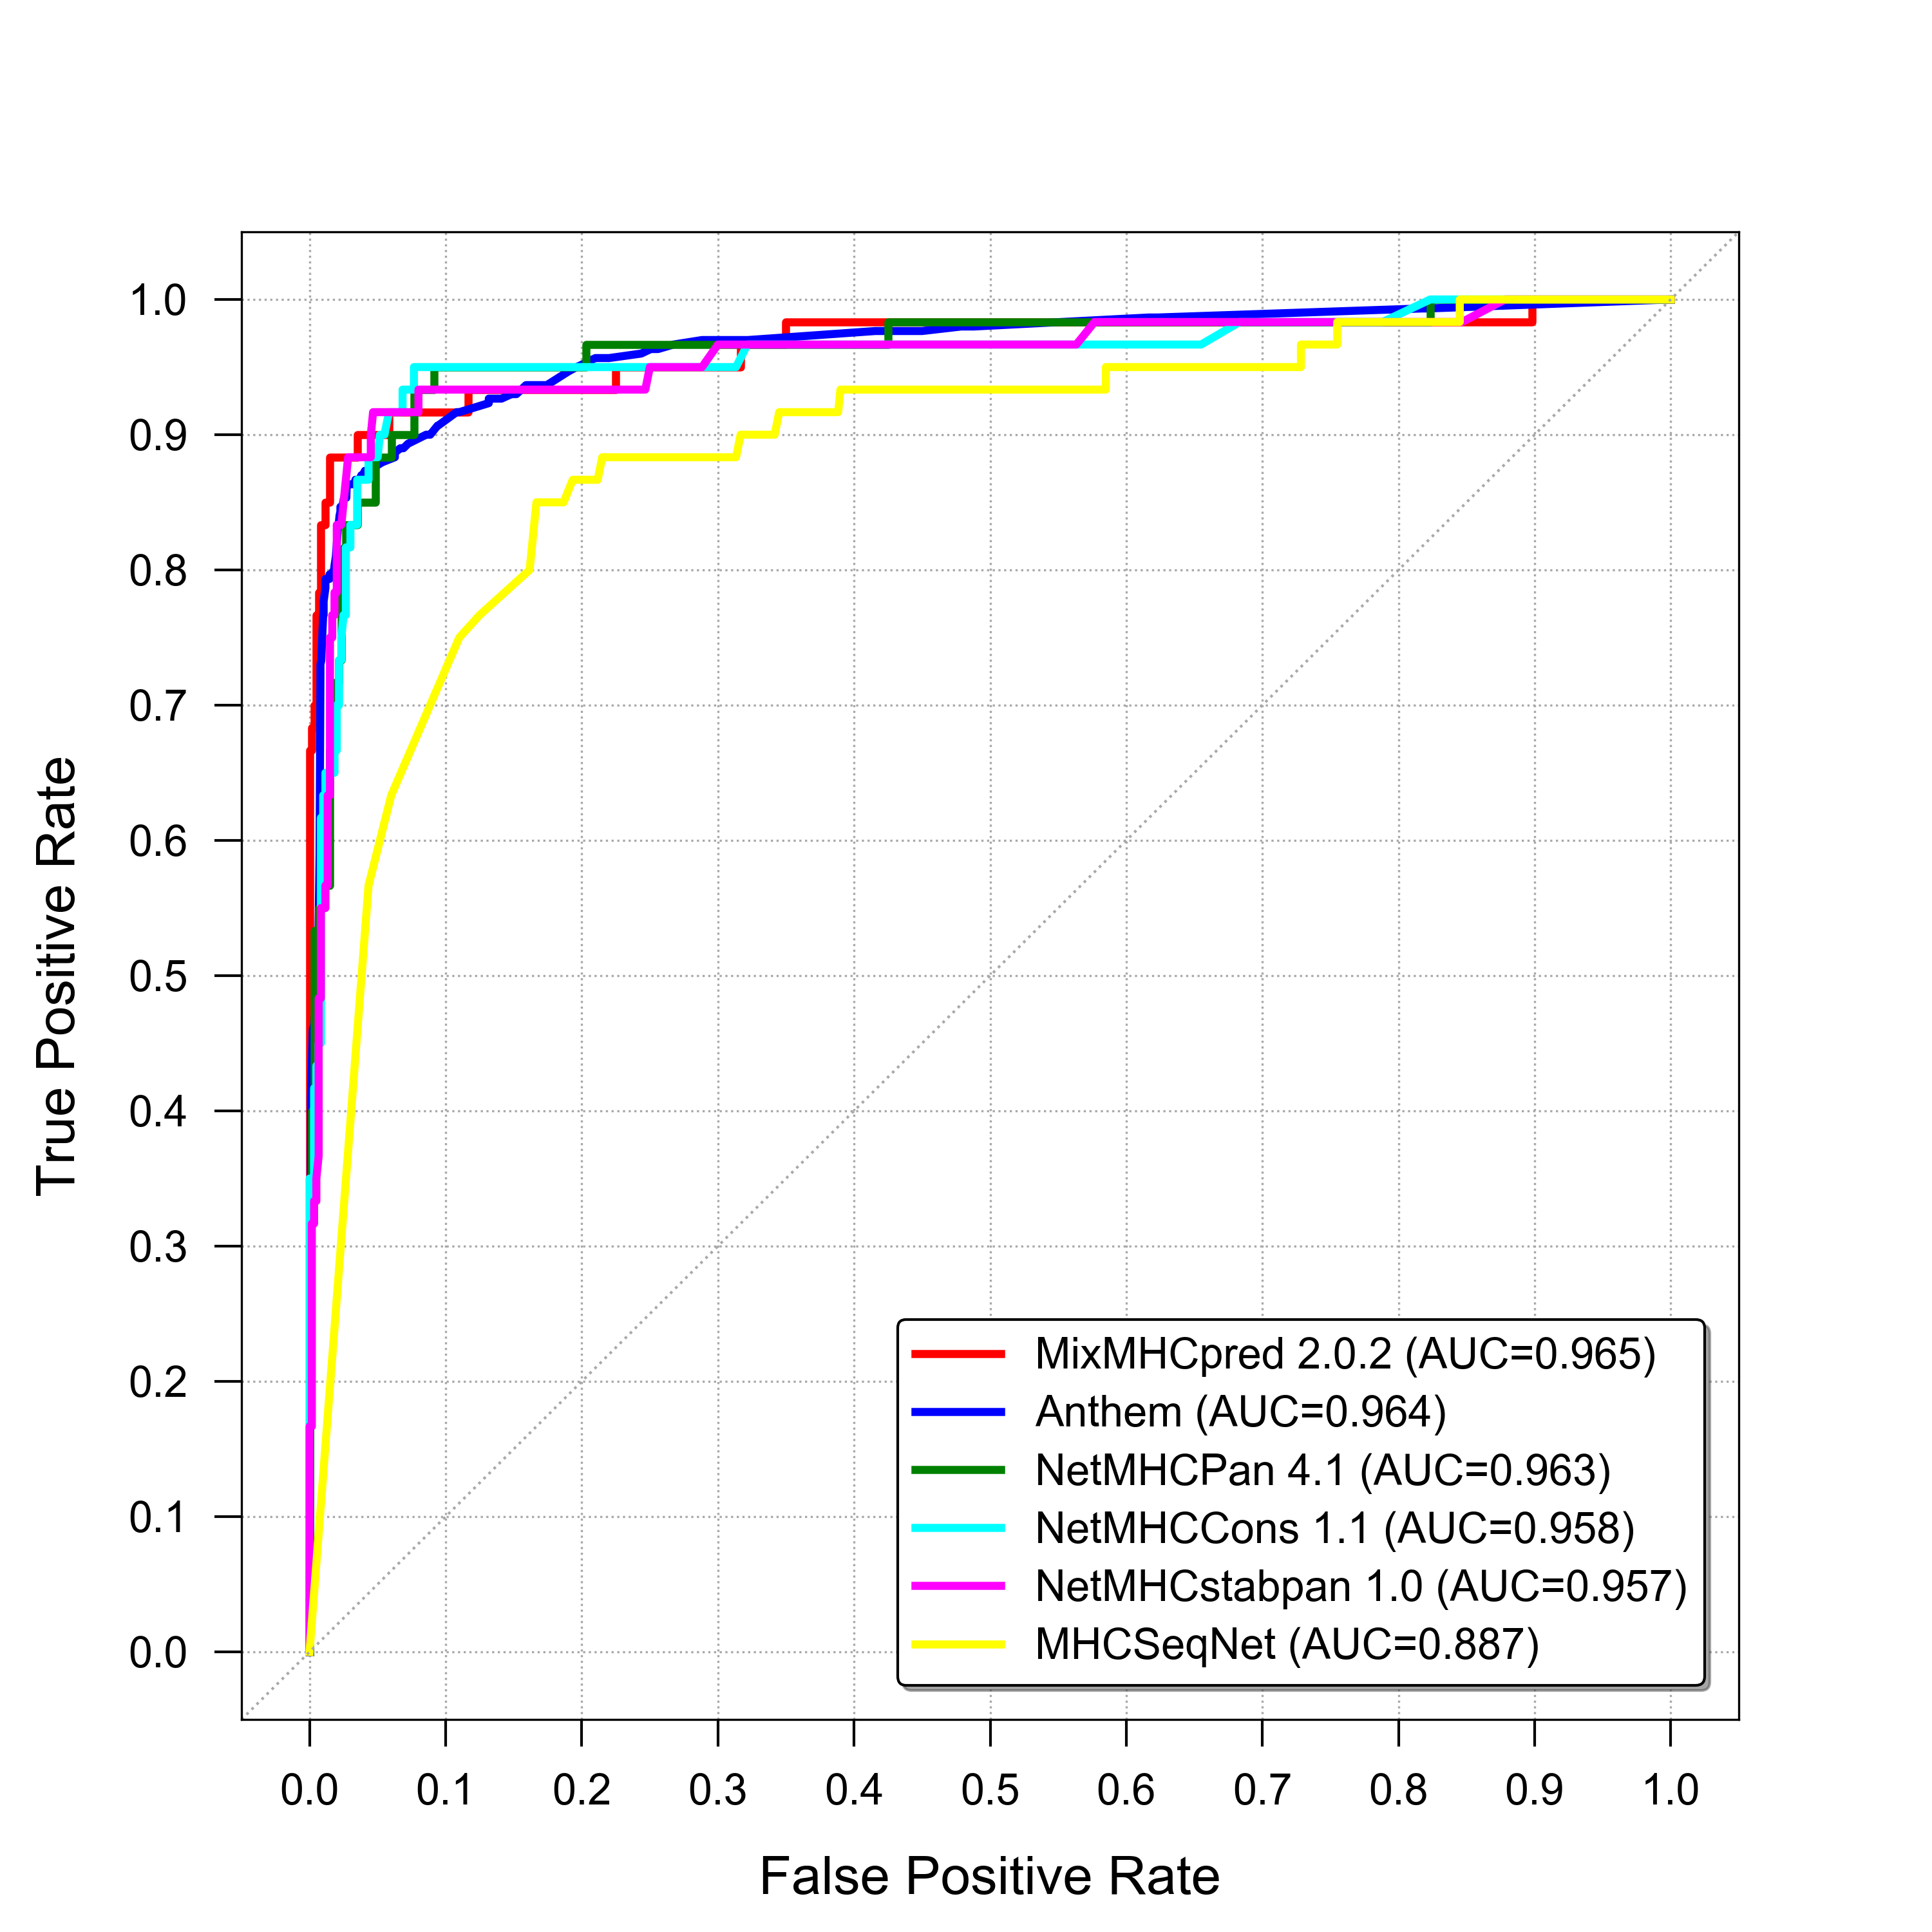 1.0
0.9
0.8
0.7
0.6
0.5
0.4
0.3
0.2
0.1
0.0
True Positive Rate
MixMHCpred 2.0.2 (AUC=0.965)
Anthem (AUC=0.964)
NetMHCPan 4.1 (AUC=0.963)
NetMHCCons 1.1 (AUC=0.958)
NetMHCstabpan 1.0 (AUC=0.957)
MHCSeqNet (AUC=0.887)
0.0 0.1 0.2 0.3 0.4 0.5 0.6 0.7 0.8 0.9 1.0
False Positive Rate